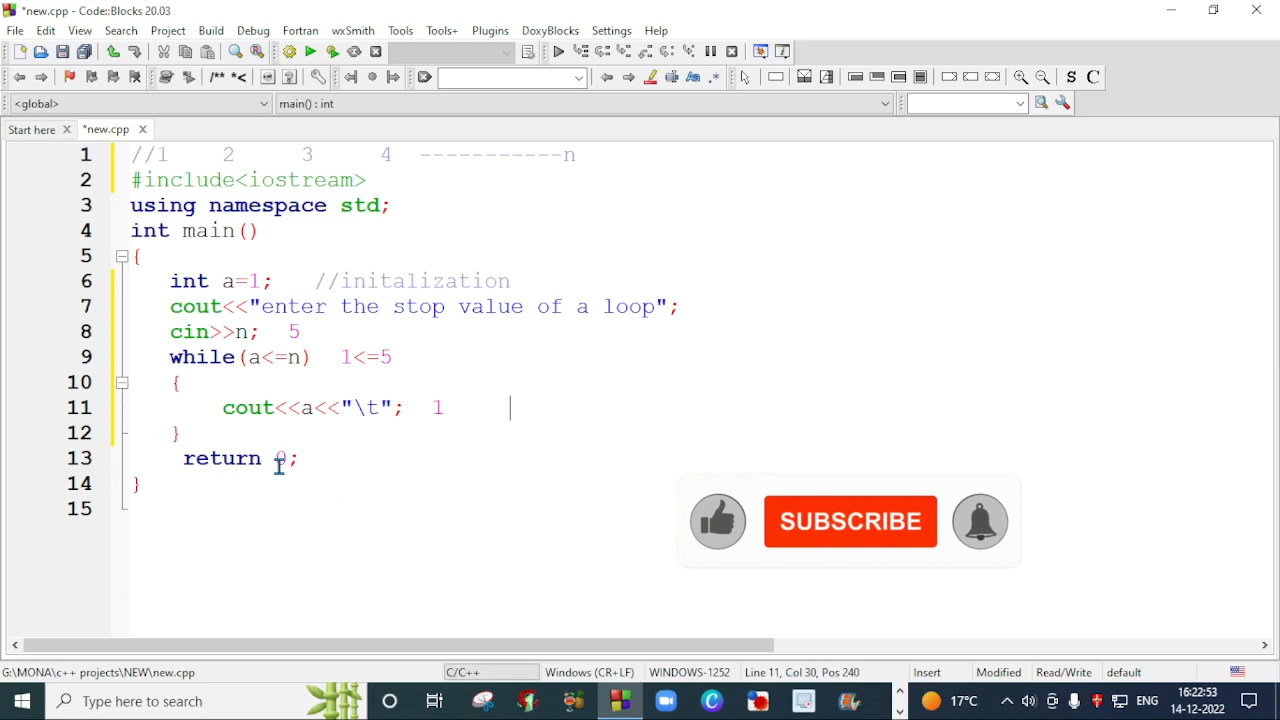 *new.cpp - Code::Blocks 20.03
File Edit View Search Project Build Debug Fortran wxSmith Tools Tools+ Plugins DoxyBlocks Settings Help
/** *< Aa .* S C
<global> main() : int
Start here *new.cpp
1 //1 2 3 4 -----------n
2 #include<iostream>
3 using namespace std;
4 int main()
5 {
6 int a=1; //initalization
7 cout<<"enter the stop value of a loop";
8 cin>>n; 5
9 while(a<=n) 1<=5
10 {
11 cout<<a<<"\t"; 1
12 }
13 return 0;
14 }
15
SUBSCRIBE
G:\MONA\c++ projects\NEW\new.cpp C/C++ Windows (CR+LF) WINDOWS-1252 Line 11, Col 30, Pos 240 Insert Modified Read/Write default
Type here to search 17°C ENG 16:22:53
14-12-2022